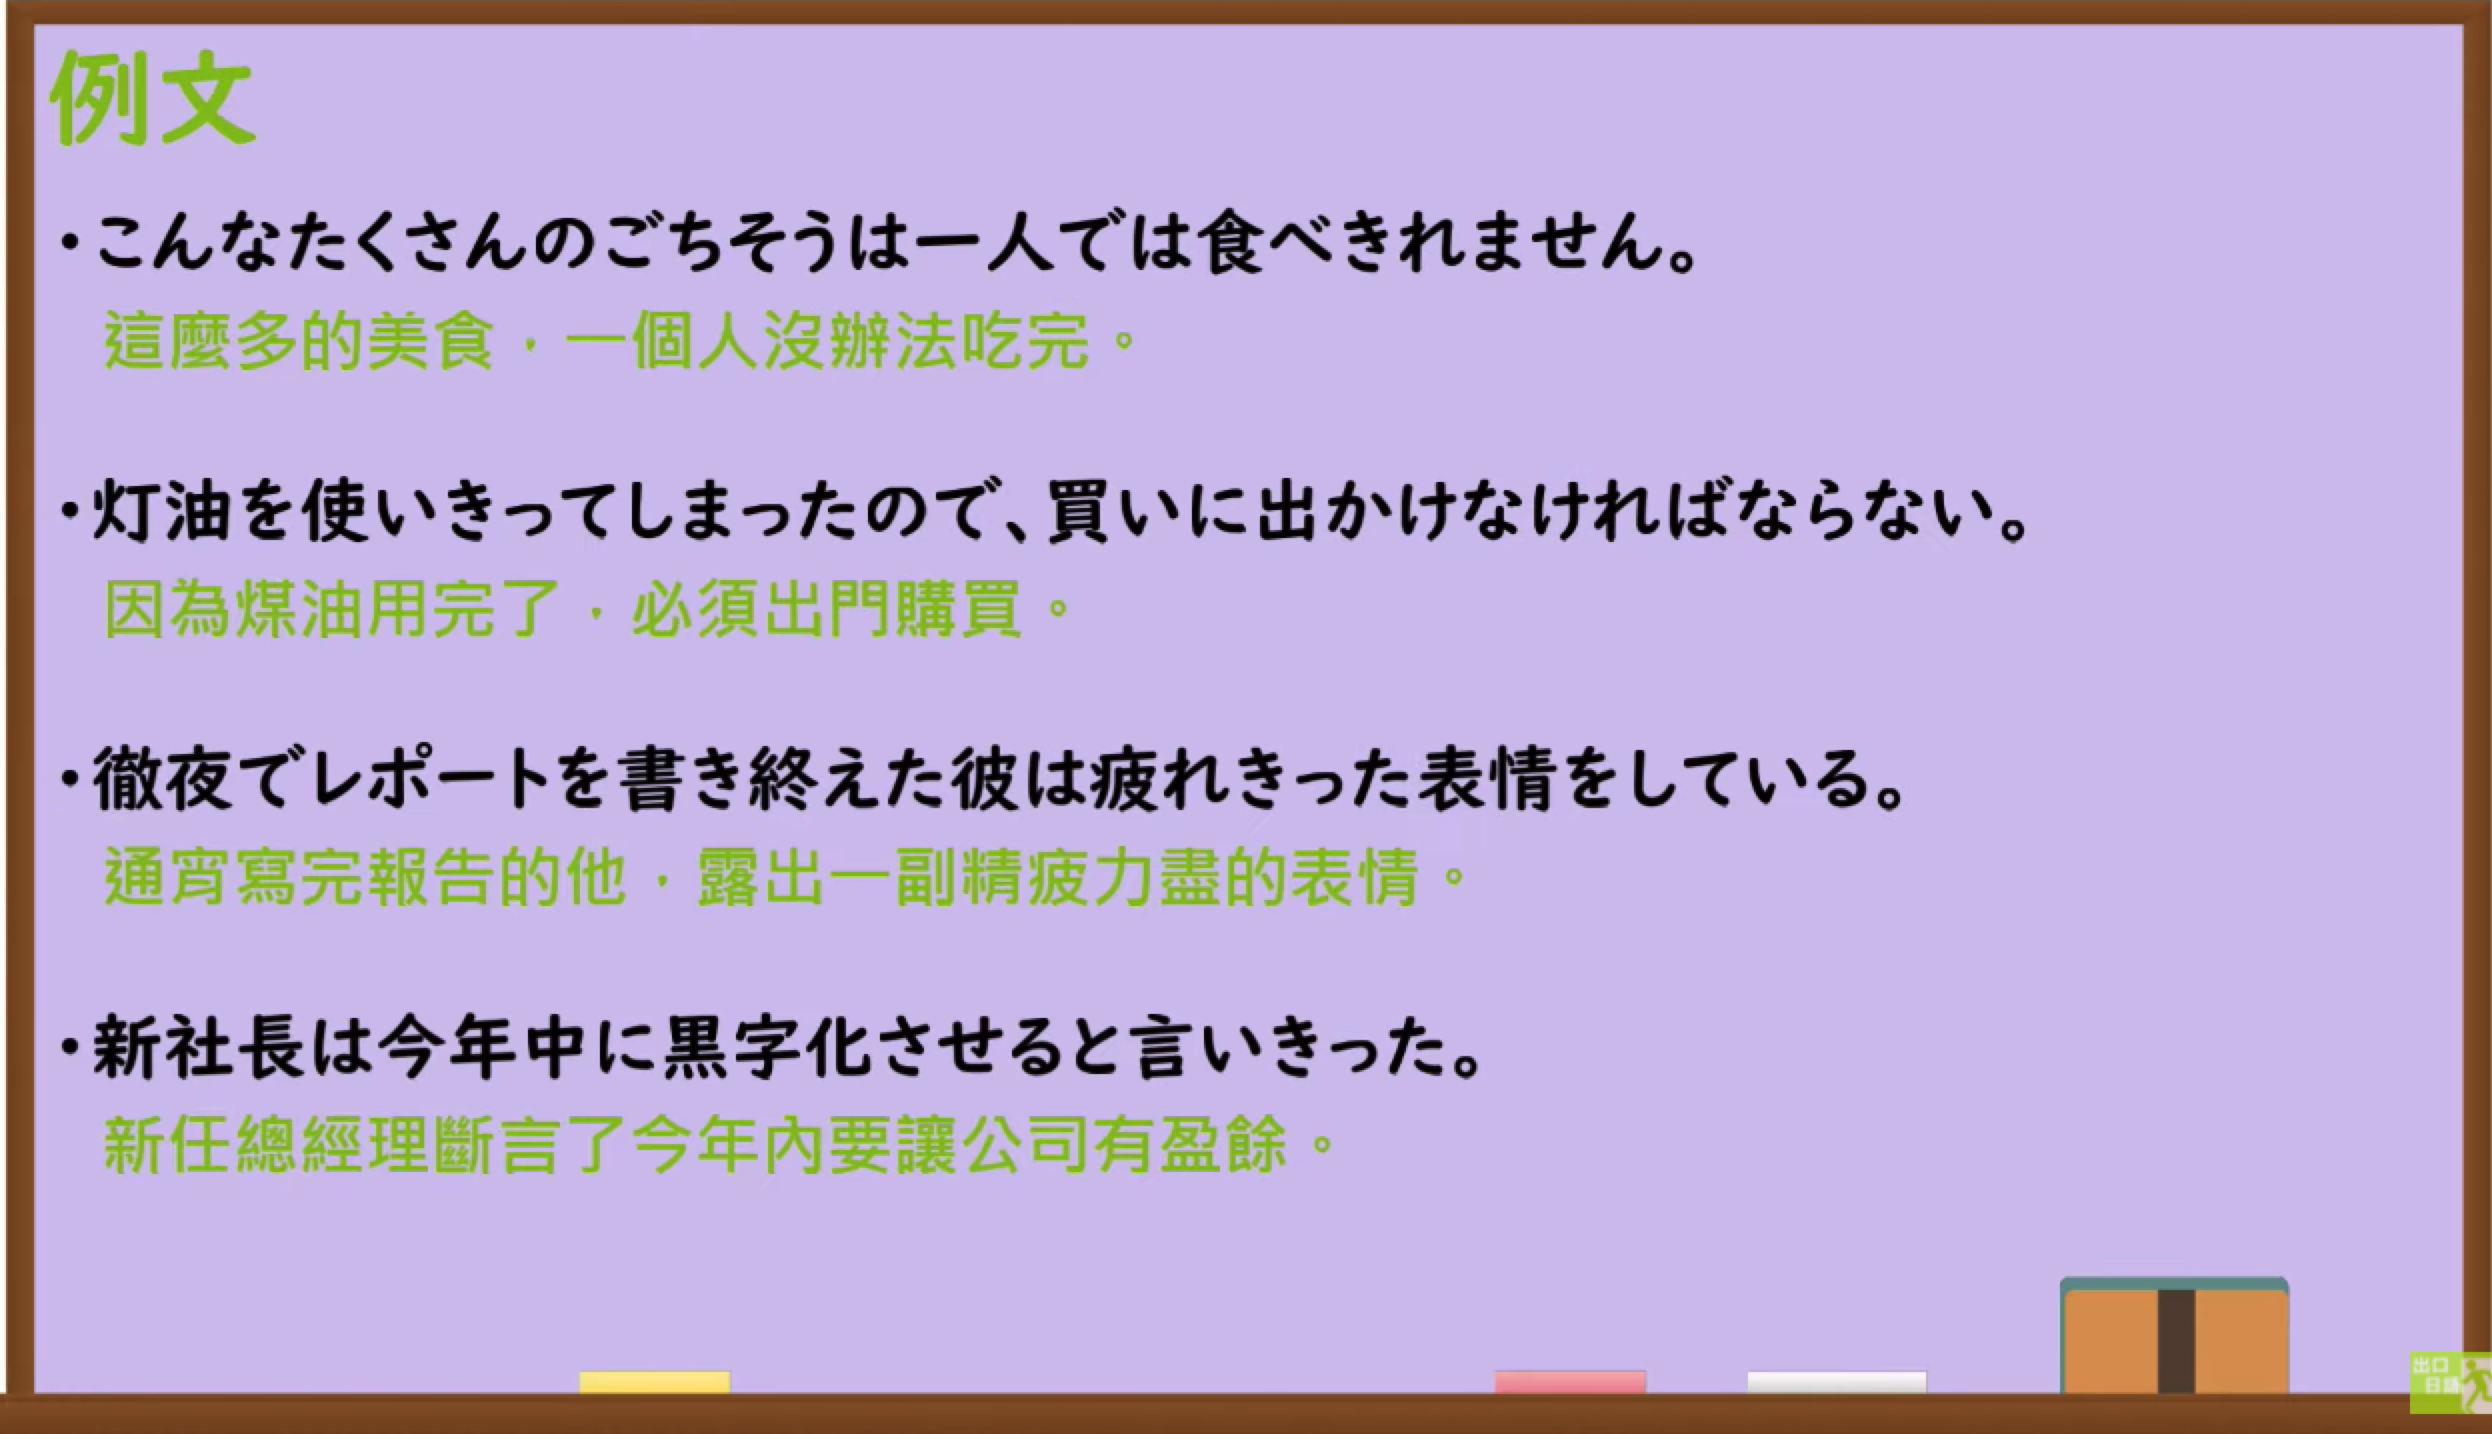 例文
・こんなたくさんのごちそうは一人では食べきれません。
這麼多的美食，一個人沒辦法吃完。
・灯油を使いきってしまったので、買いに出かけなければならない。
因為煤油用完了，必須出門購買。
・徹夜でレポートを書き終えた彼は疲れきった表情をしている。
通宵寫完報告的他，露出一副精疲力盡的表情。
・新社長は今年中に黒字化させると言いきった。
新任總經理斷言了今年內要讓公司有盈餘。
出口
日語